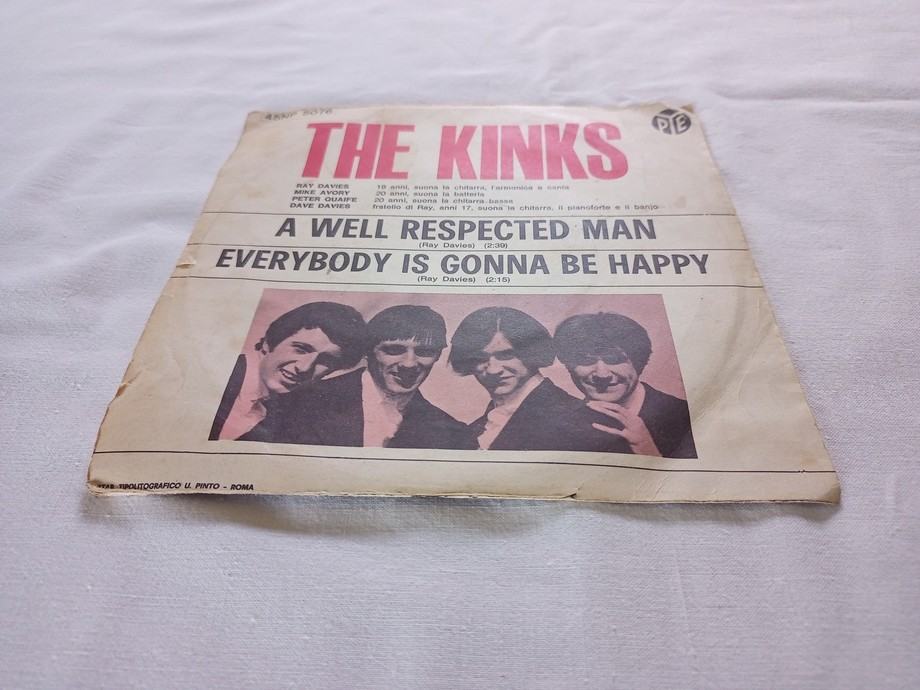 45NP 5076
PYE
THE KINKS
RAY DAVIES 19 anni, suona la chitarra, l'armonica e canta
MIKE AVORY 20 anni, suona la batteria
PETER QUAIFE 20 anni, suona la chitarra-bassa
DAVE DAVIES fratello di Ray, anni 17, suona la chitarra, il pianoforte e il banjo
A WELL RESPECTED MAN
(Ray Davies) (2:39)
EVERYBODY IS GONNA BE HAPPY
(Ray Davies) (2:15)
STAB. TIPOLITOGRAFICO U. PINTO - ROMA